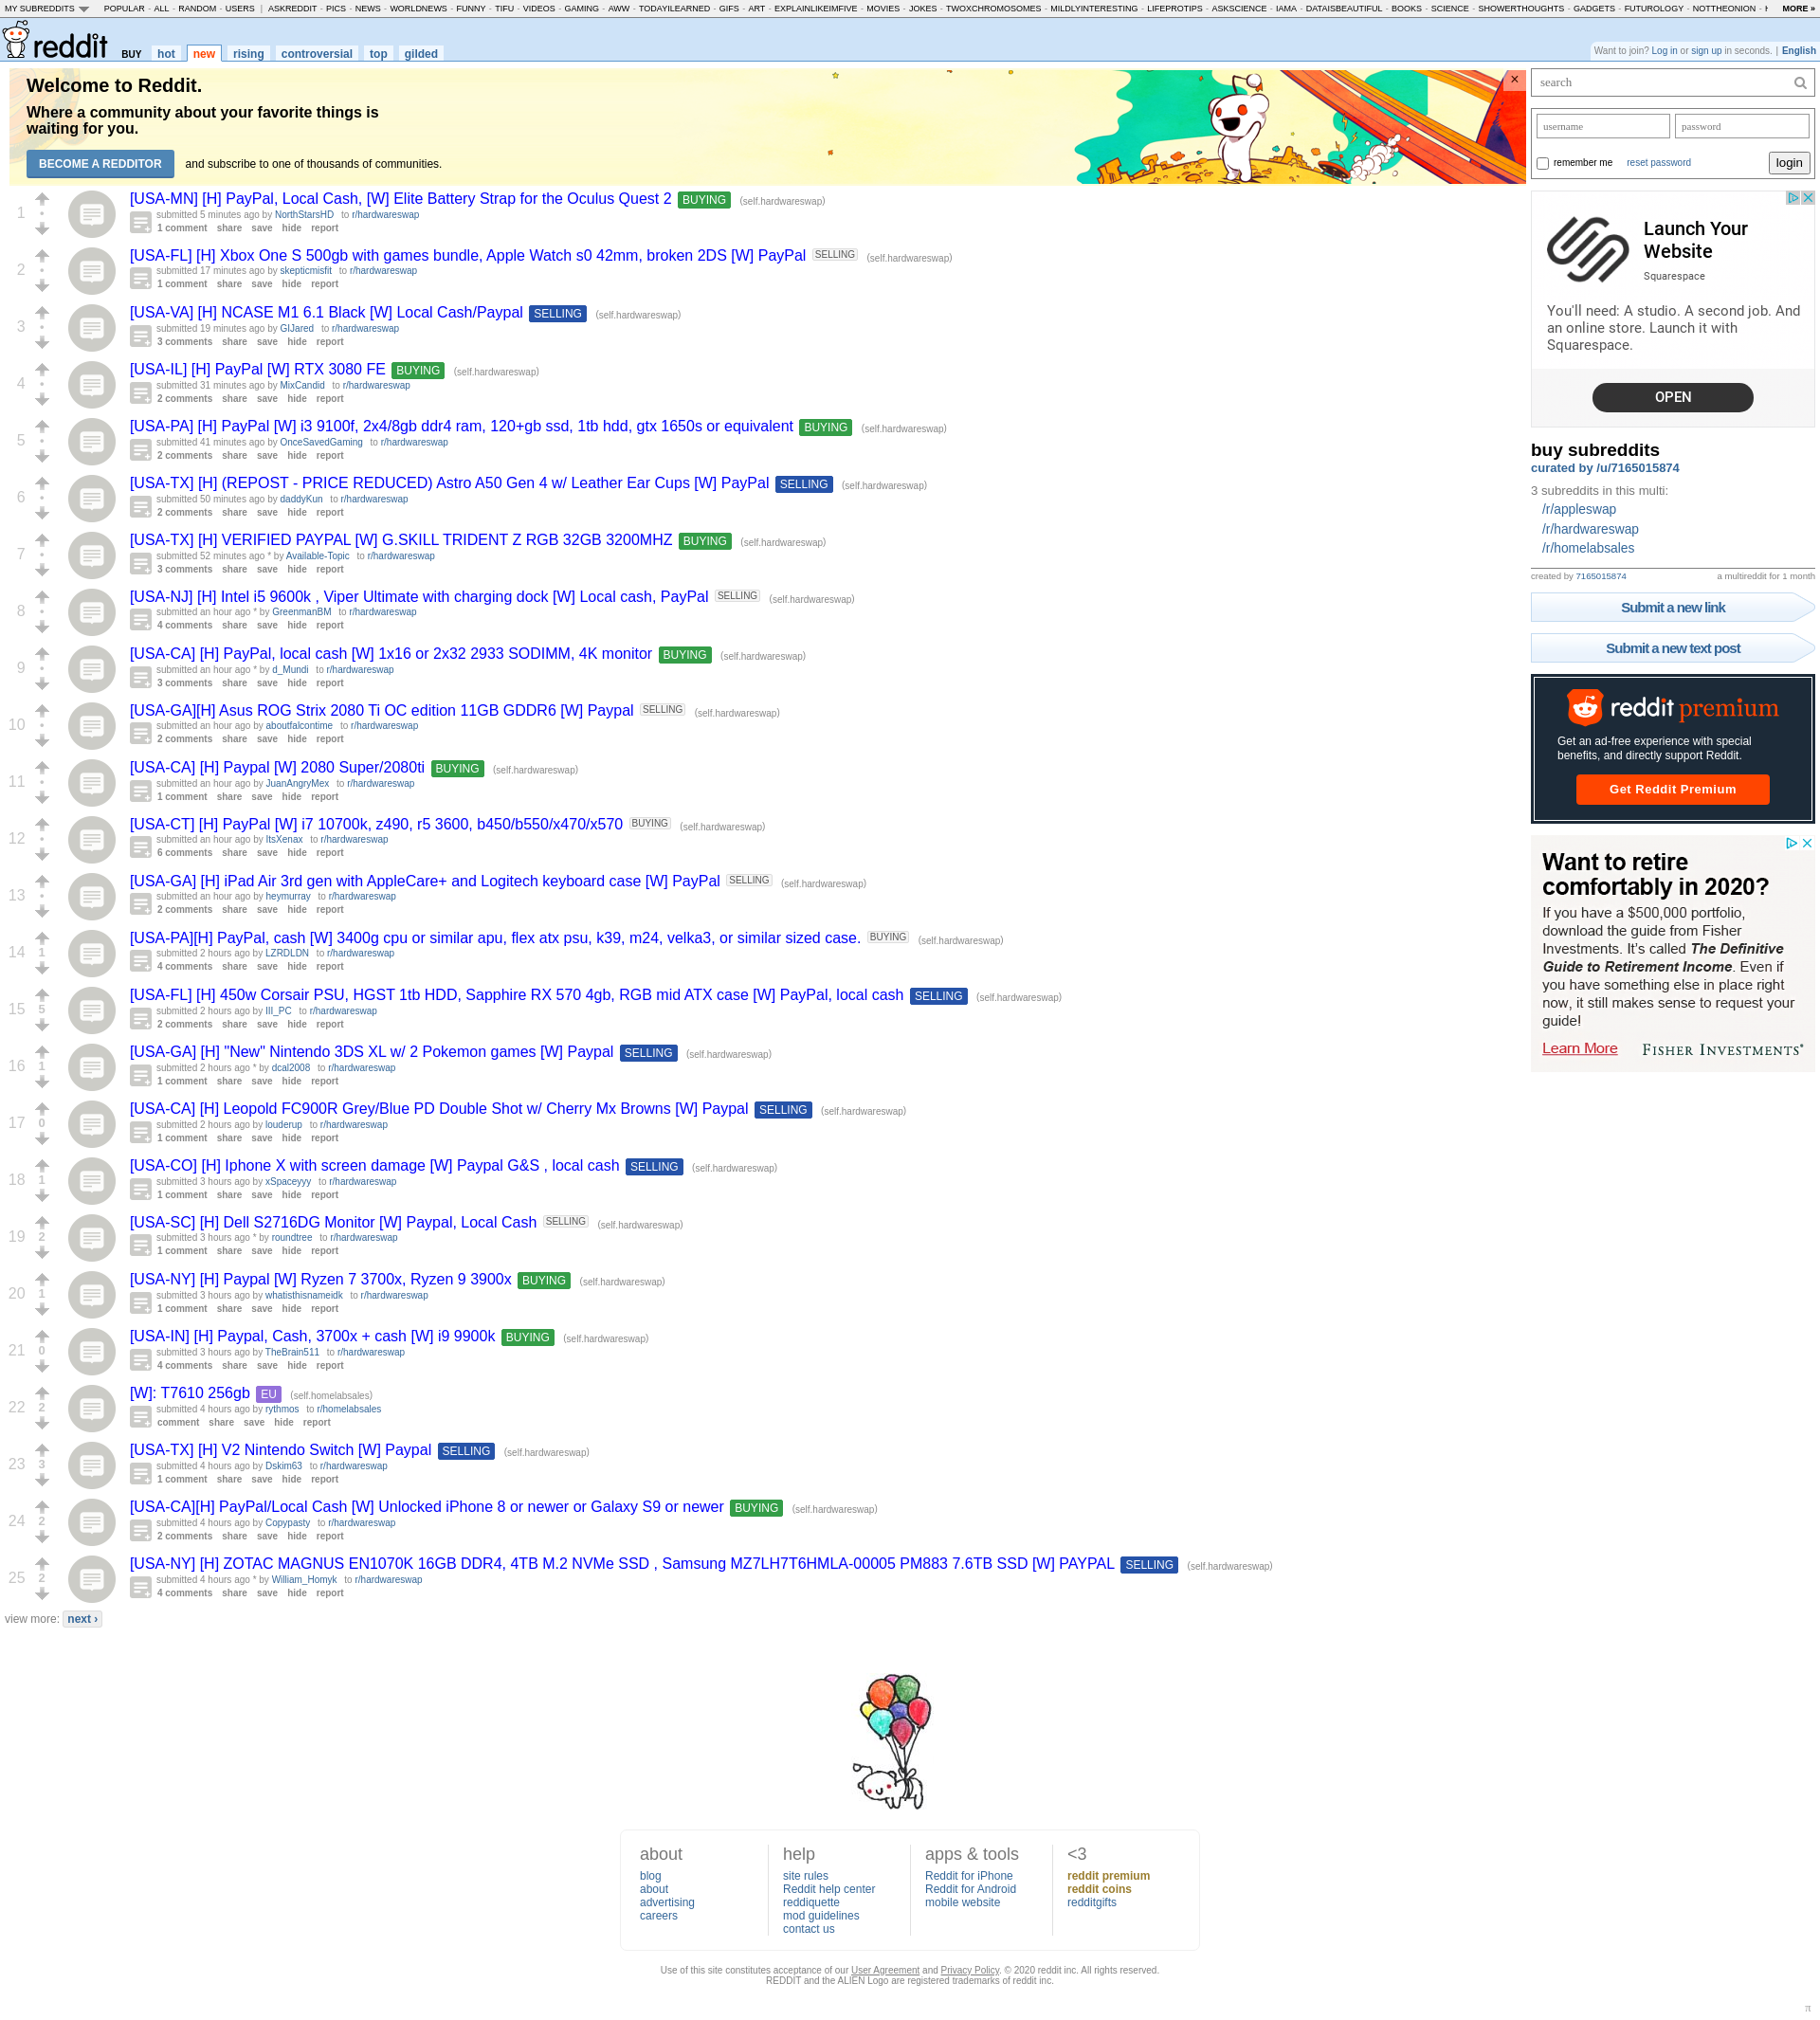 MY SUBREDDITS POPULAR - ALL - RANDOM - USERS | ASKREDDIT - PICS - NEWS - WORLDNEWS - FUNNY - TIFU - VIDEOS - GAMING - AWW - TODAYILEARNED - GIFS - ART - EXPLAINLIKEIMFIVE - MOVIES - JOKES - TWOXCHROMOSOMES - MILDLYINTERESTING - LIFEPROTIPS - ASKSCIENCE - IAMA - DATAISBEAUTIFUL - BOOKS - SCIENCE - SHOWERTHOUGHTS - GADGETS - FUTUROLOGY - NOTTHEONION - MORE »
reddit BUY hot new rising controversial top gilded
Want to join? Log in or sign up in seconds. | English
Welcome to Reddit.
Where a community about your favorite things is
waiting for you.
BECOME A REDDITOR and subscribe to one of thousands of communities.
×
1
[USA-MN] [H] PayPal, Local Cash, [W] Elite Battery Strap for the Oculus Quest 2 BUYING (self.hardwareswap)
submitted 5 minutes ago by NorthStarsHD to r/hardwareswap
1 comment share save hide report
2
[USA-FL] [H] Xbox One S 500gb with games bundle, Apple Watch s0 42mm, broken 2DS [W] PayPal SELLING (self.hardwareswap)
submitted 17 minutes ago by skepticmisfit to r/hardwareswap
1 comment share save hide report
3
[USA-VA] [H] NCASE M1 6.1 Black [W] Local Cash/Paypal SELLING (self.hardwareswap)
submitted 19 minutes ago by GIJared to r/hardwareswap
3 comments share save hide report
4
[USA-IL] [H] PayPal [W] RTX 3080 FE BUYING (self.hardwareswap)
submitted 31 minutes ago by MixCandid to r/hardwareswap
2 comments share save hide report
5
[USA-PA] [H] PayPal [W] i3 9100f, 2x4/8gb ddr4 ram, 120+gb ssd, 1tb hdd, gtx 1650s or equivalent BUYING (self.hardwareswap)
submitted 41 minutes ago by OnceSavedGaming to r/hardwareswap
2 comments share save hide report
6
[USA-TX] [H] (REPOST - PRICE REDUCED) Astro A50 Gen 4 w/ Leather Ear Cups [W] PayPal SELLING (self.hardwareswap)
submitted 50 minutes ago by daddyKun to r/hardwareswap
2 comments share save hide report
7
[USA-TX] [H] VERIFIED PAYPAL [W] G.SKILL TRIDENT Z RGB 32GB 3200MHZ BUYING (self.hardwareswap)
submitted 52 minutes ago * by Available-Topic to r/hardwareswap
3 comments share save hide report
8
[USA-NJ] [H] Intel i5 9600k , Viper Ultimate with charging dock [W] Local cash, PayPal SELLING (self.hardwareswap)
submitted an hour ago * by GreenmanBM to r/hardwareswap
4 comments share save hide report
9
[USA-CA] [H] PayPal, local cash [W] 1x16 or 2x32 2933 SODIMM, 4K monitor BUYING (self.hardwareswap)
submitted an hour ago * by d_Mundi to r/hardwareswap
3 comments share save hide report
10
[USA-GA][H] Asus ROG Strix 2080 Ti OC edition 11GB GDDR6 [W] Paypal SELLING (self.hardwareswap)
submitted an hour ago by aboutfalcontime to r/hardwareswap
2 comments share save hide report
11
[USA-CA] [H] Paypal [W] 2080 Super/2080ti BUYING (self.hardwareswap)
submitted an hour ago by JuanAngryMex to r/hardwareswap
1 comment share save hide report
12
[USA-CT] [H] PayPal [W] i7 10700k, z490, r5 3600, b450/b550/x470/x570 BUYING (self.hardwareswap)
submitted an hour ago by ItsXenax to r/hardwareswap
6 comments share save hide report
13
[USA-GA] [H] iPad Air 3rd gen with AppleCare+ and Logitech keyboard case [W] PayPal SELLING (self.hardwareswap)
submitted an hour ago by heymurray to r/hardwareswap
2 comments share save hide report
14 1
[USA-PA][H] PayPal, cash [W] 3400g cpu or similar apu, flex atx psu, k39, m24, velka3, or similar sized case. BUYING (self.hardwareswap)
submitted 2 hours ago by LZRDLDN to r/hardwareswap
4 comments share save hide report
15 5
[USA-FL] [H] 450w Corsair PSU, HGST 1tb HDD, Sapphire RX 570 4gb, RGB mid ATX case [W] PayPal, local cash SELLING (self.hardwareswap)
submitted 2 hours ago by III_PC to r/hardwareswap
2 comments share save hide report
16 1
[USA-GA] [H] "New" Nintendo 3DS XL w/ 2 Pokemon games [W] Paypal SELLING (self.hardwareswap)
submitted 2 hours ago * by dcal2008 to r/hardwareswap
1 comment share save hide report
17 0
[USA-CA] [H] Leopold FC900R Grey/Blue PD Double Shot w/ Cherry Mx Browns [W] Paypal SELLING (self.hardwareswap)
submitted 2 hours ago by louderup to r/hardwareswap
1 comment share save hide report
18 1
[USA-CO] [H] Iphone X with screen damage [W] Paypal G&S , local cash SELLING (self.hardwareswap)
submitted 3 hours ago by xSpaceyyy to r/hardwareswap
1 comment share save hide report
19 2
[USA-SC] [H] Dell S2716DG Monitor [W] Paypal, Local Cash SELLING (self.hardwareswap)
submitted 3 hours ago * by roundtree to r/hardwareswap
1 comment share save hide report
20 1
[USA-NY] [H] Paypal [W] Ryzen 7 3700x, Ryzen 9 3900x BUYING (self.hardwareswap)
submitted 3 hours ago by whatisthisnameidk to r/hardwareswap
1 comment share save hide report
21 0
[USA-IN] [H] Paypal, Cash, 3700x + cash [W] i9 9900k BUYING (self.hardwareswap)
submitted 3 hours ago by TheBrain511 to r/hardwareswap
4 comments share save hide report
22 2
[W]: T7610 256gb EU (self.homelabsales)
submitted 4 hours ago by rythmos to r/homelabsales
comment share save hide report
23 3
[USA-TX] [H] V2 Nintendo Switch [W] Paypal SELLING (self.hardwareswap)
submitted 4 hours ago by Dskim63 to r/hardwareswap
1 comment share save hide report
24 2
[USA-CA][H] PayPal/Local Cash [W] Unlocked iPhone 8 or newer or Galaxy S9 or newer BUYING (self.hardwareswap)
submitted 4 hours ago by Copypasty to r/hardwareswap
2 comments share save hide report
25 2
[USA-NY] [H] ZOTAC MAGNUS EN1070K 16GB DDR4, 4TB M.2 NVMe SSD , Samsung MZ7LH7T6HMLA-00005 PM883 7.6TB SSD [W] PAYPAL SELLING (self.hardwareswap)
submitted 4 hours ago * by William_Homyk to r/hardwareswap
4 comments share save hide report
view more: next ›
search
username password
remember me reset password login
Launch Your
Website
Squarespace
You'll need: A studio. A second job. And
an online store. Launch it with
Squarespace.
OPEN
buy subreddits
curated by /u/7165015874
3 subreddits in this multi:
/r/appleswap
/r/hardwareswap
/r/homelabsales
created by 7165015874 a multireddit for 1 month
Submit a new link
Submit a new text post
reddit premium
Get an ad-free experience with special
benefits, and directly support Reddit.
Get Reddit Premium
Want to retire
comfortably in 2020?
If you have a $500,000 portfolio,
download the guide from Fisher
Investments. It's called The Definitive
Guide to Retirement Income. Even if
you have something else in place right
now, it still makes sense to request your
guide!
Learn More FISHER INVESTMENTS®
about
blog
about
advertising
careers
help
site rules
Reddit help center
reddiquette
mod guidelines
contact us
apps & tools
Reddit for iPhone
Reddit for Android
mobile website
<3
reddit premium
reddit coins
redditgifts
Use of this site constitutes acceptance of our User Agreement and Privacy Policy. © 2020 reddit inc. All rights reserved.
REDDIT and the ALIEN Logo are registered trademarks of reddit inc.
π